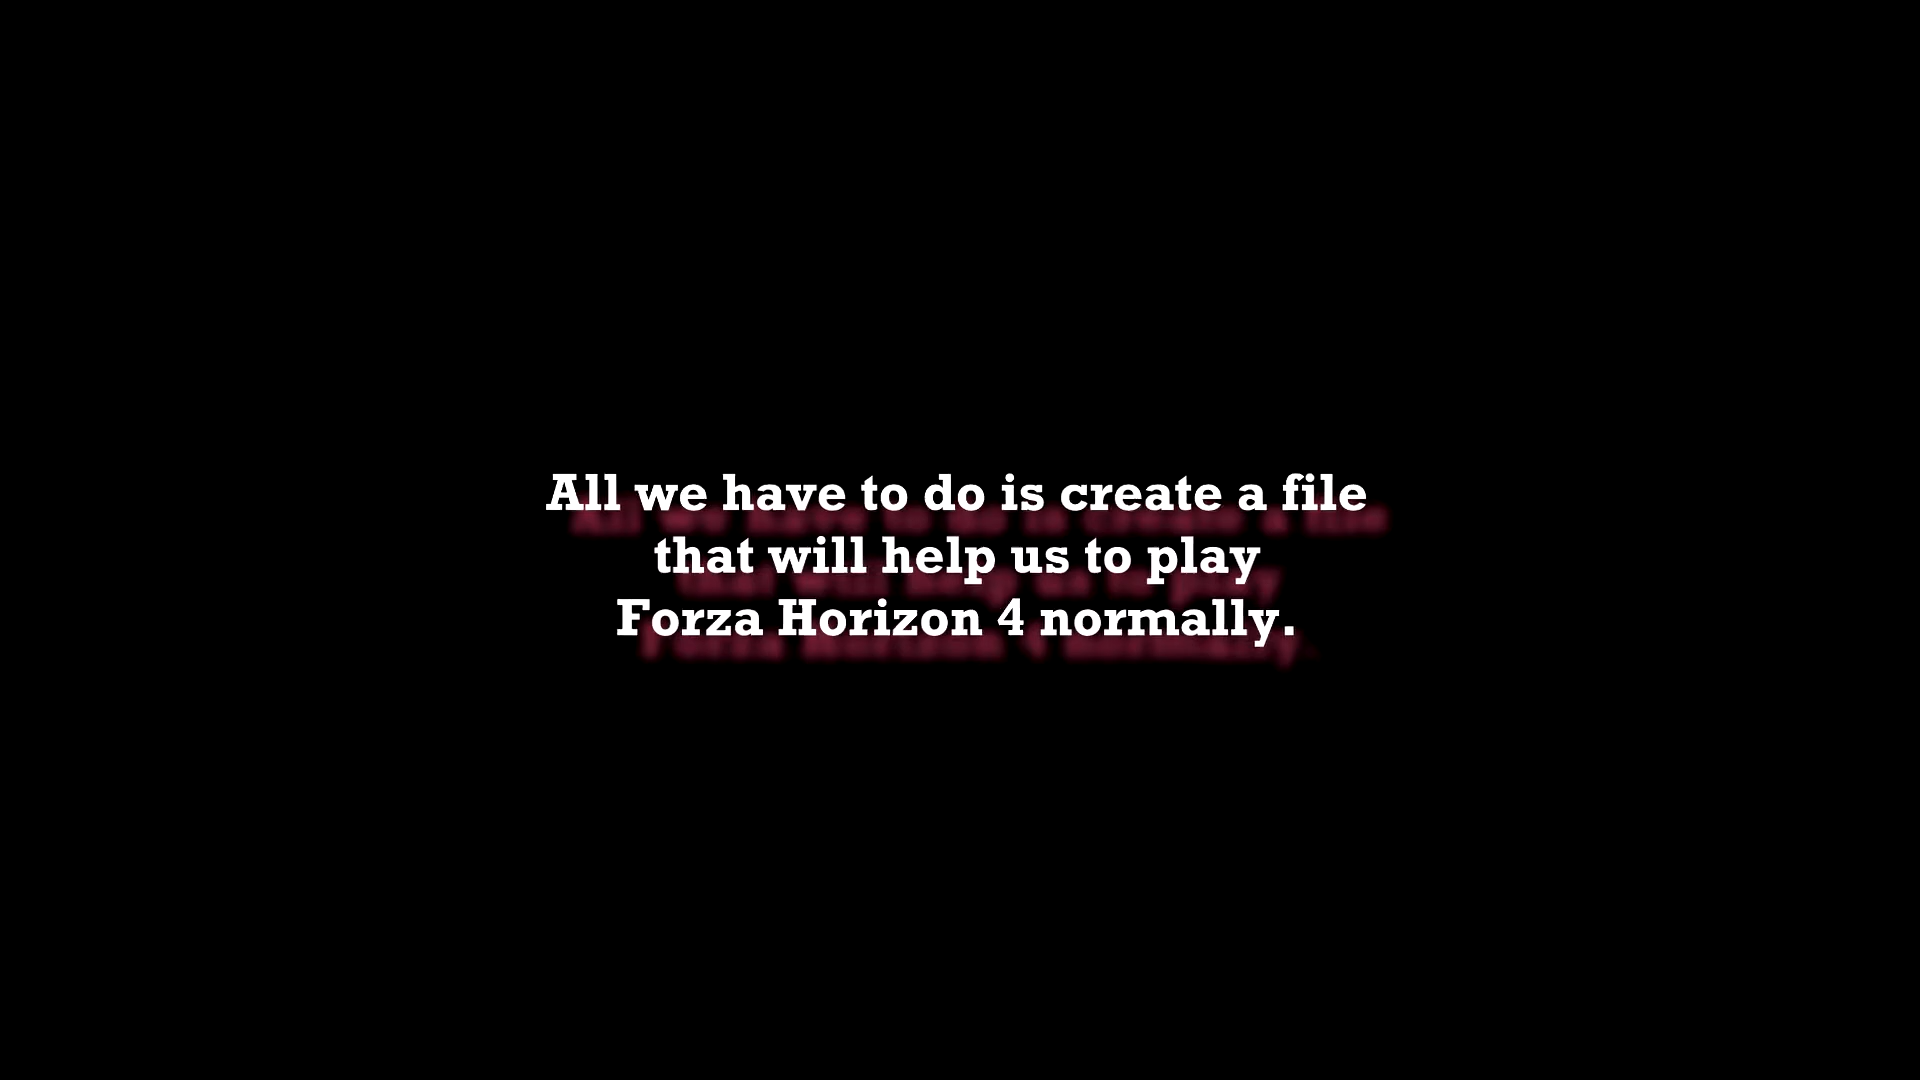 All we have to do is create a file
that will help us to play
Forza Horizon 4 normally.